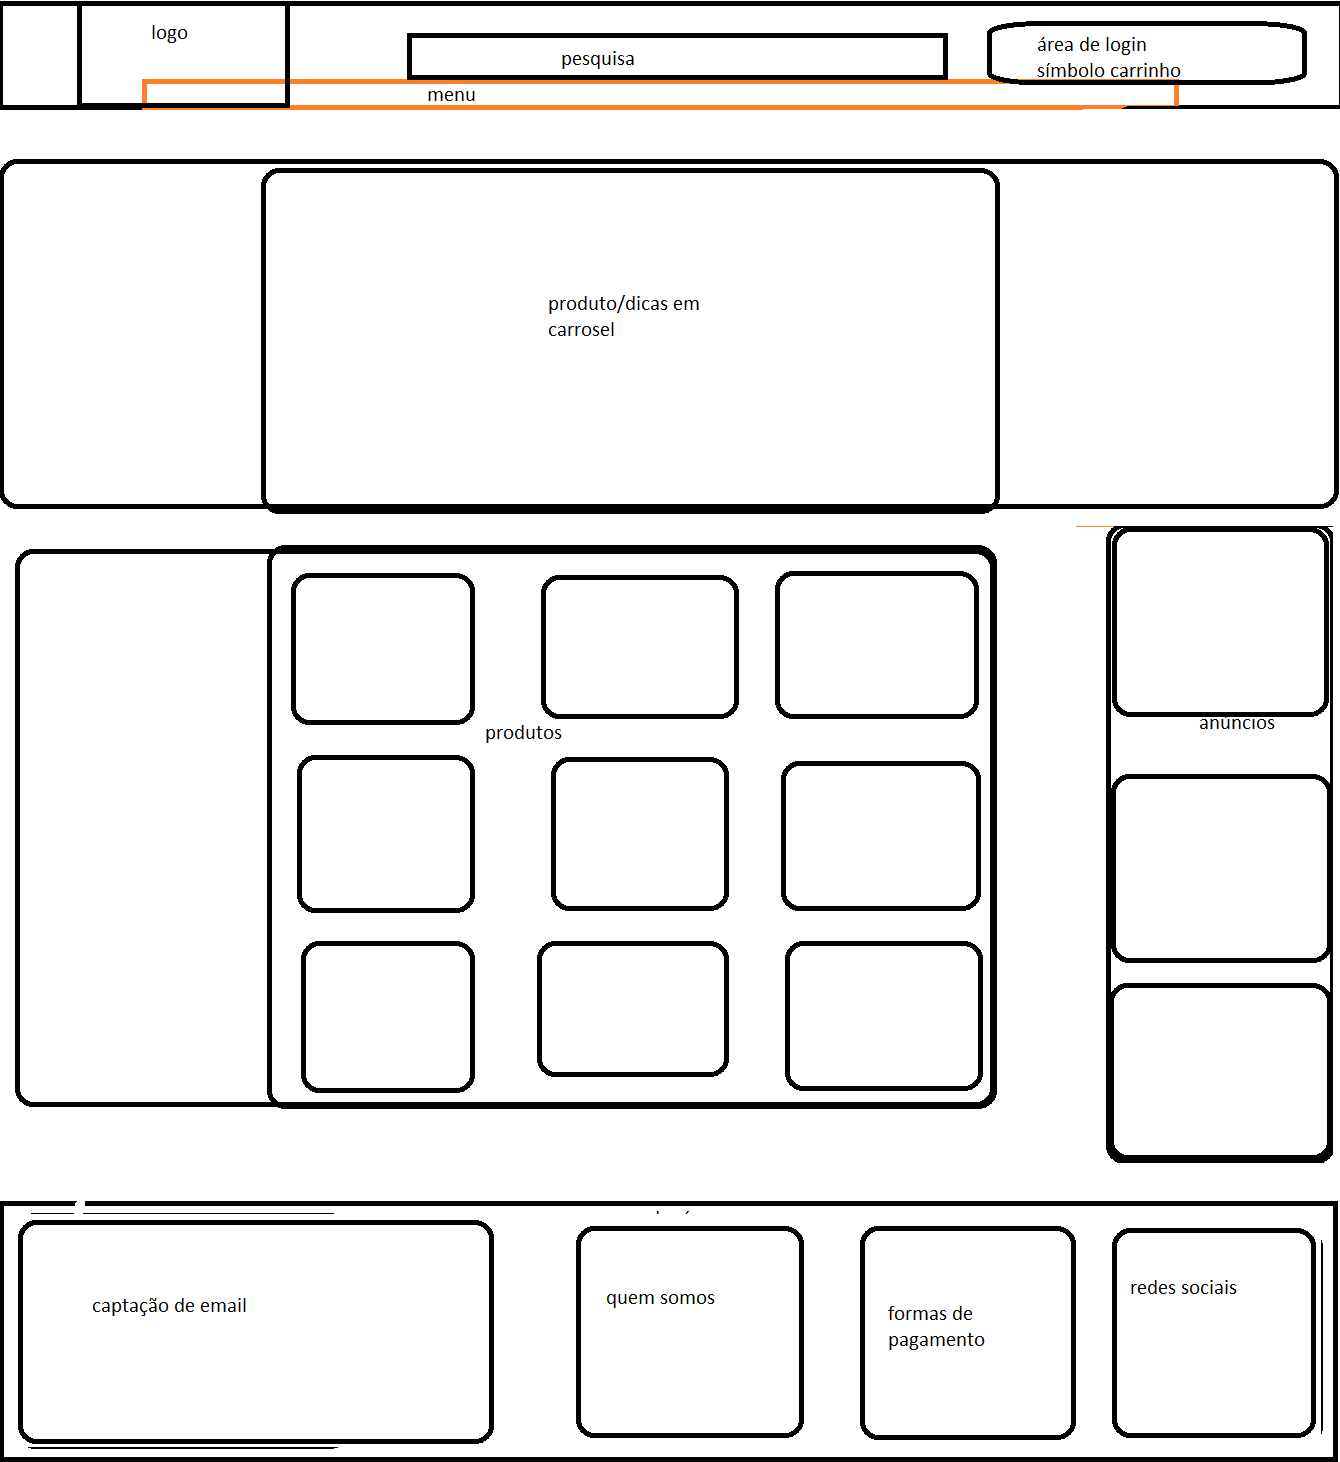 logo
pesquisa
área de login
símbolo carrinho
menu
produto/dicas em
carrosel
produtos
anúncios
captação de email
quem somos
formas de
pagamento
redes sociais